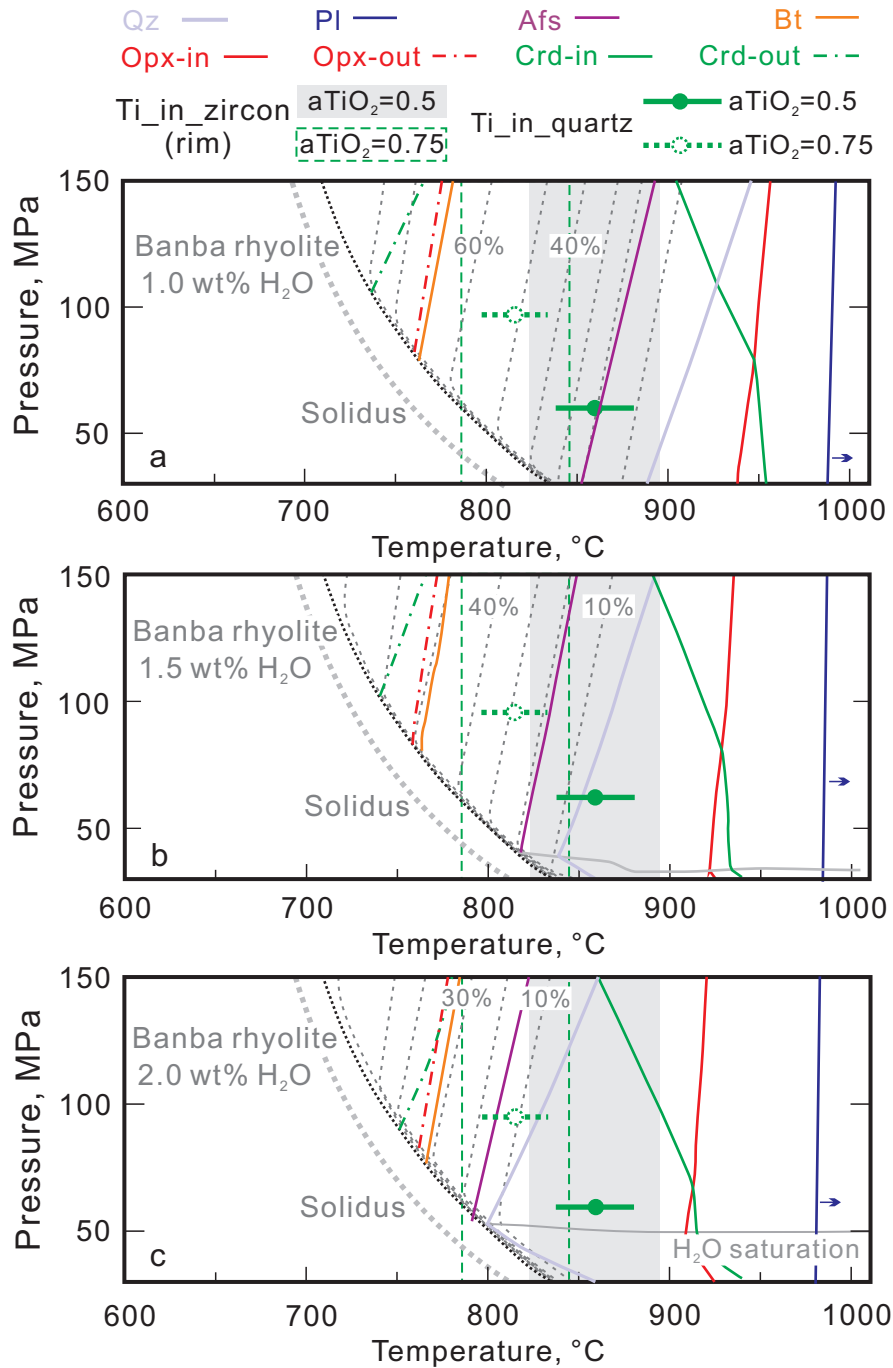 Qz Pl Afs Bt
Opx-in Opx-out Crd-in Crd-out
Ti_in_zircon (rim) aTiO₂=0.5 Ti_in_quartz aTiO₂=0.5
aTiO₂=0.75 aTiO₂=0.75
150
100
50
Pressure, MPa
Banba rhyolite
1.0 wt% H₂O
60% 40%
Solidus
a
600 700 800 900 1000
Temperature, °C
150
100
50
Pressure, MPa
Banba rhyolite
1.5 wt% H₂O
40% 10%
Solidus
b
600 700 800 900 1000
Temperature, °C
150
100
50
Pressure, MPa
Banba rhyolite
2.0 wt% H₂O
30% 10%
Solidus
H₂O saturation
c
600 700 800 900 1000
Temperature, °C